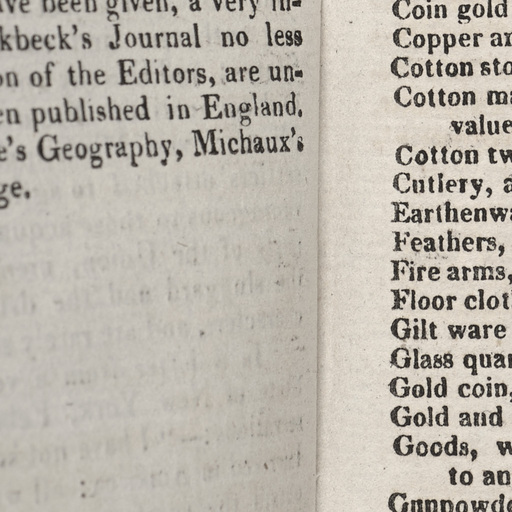 ave been given, a very in-
kbeck's Journal no less
on of the Editors, are un-
en published in England.
e's Geography, Michaux's
ge.
Coin gold
Copper an
Cotton sto
Cotton ma
value
Cotton tw
Cutlery, a
Earthenwa
Feathers,
Fire arms,
Floor clot
Gilt ware
Glass quar
Gold coin,
Gold and
Goods, w
to an
Gunpowde